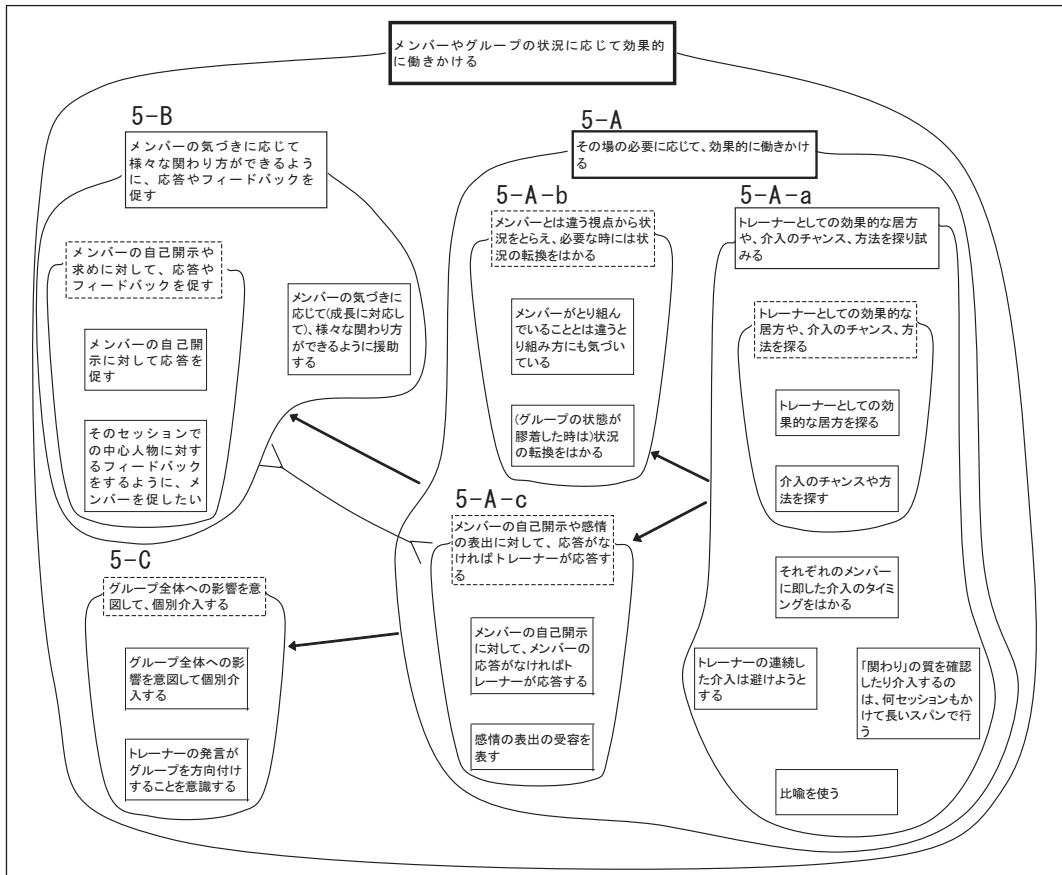 メンバーやグループの状況に応じて効果的
に働きかける
5-B
メンバーの気づきに応じて
様々な関わり方ができるよう
に、応答やフィードバックを
促す
メンバーの自己開示や
求めに対して、応答や
フィードバックを促す
メンバーの自己開
示に対して応答を
促す
そのセッションで
の中心人物に対す
るフィードバック
をするように、メ
ンバーを促したい
メンバーの気づきに
応じて(成長に対応し
て)、様々な関わり方
ができるように援助
する
5-C
グループ全体への影響を意
図して、個別介入する
グループ全体への影
響を意図して個別介
入する
トレーナーの発言が
グループを方向付け
することを意識する
5-A
その場の必要に応じて、効果的に働きかけ
る
5-A-b
メンバーとは違う視点から状
況をとらえ、必要な時には状
況の転換をはかる
メンバーがとり組
んでいることとは違うと
り組み方にも気づい
ている
(グループの状態が
膠着した時は)状況
の転換をはかる
5-A-c
メンバーの自己開示や感情
の表出に対して、応答がな
ければトレーナーが応答す
る
メンバーの自己開示
に対して、メンバーの
応答がなければト
レーナーが応答する
感情の表出の受容を
表す
5-A-a
トレーナーとしての効果的な居方
や、介入のチャンス、方法を探り試
みる
トレーナーとしての効果的な
居方や、介入のチャンス、方
法を探る
トレーナーとしての
効果的な居方を探る
介入のチャンスや方
法を探す
それぞれのメンバー
に即した介入のタイミ
ングをはかる
トレーナーの連続し
た介入は避けようと
する
「関わり」の質を確認
したり介入するの
は、何セッションもか
けて長いスパンで行
う
比喩を使う